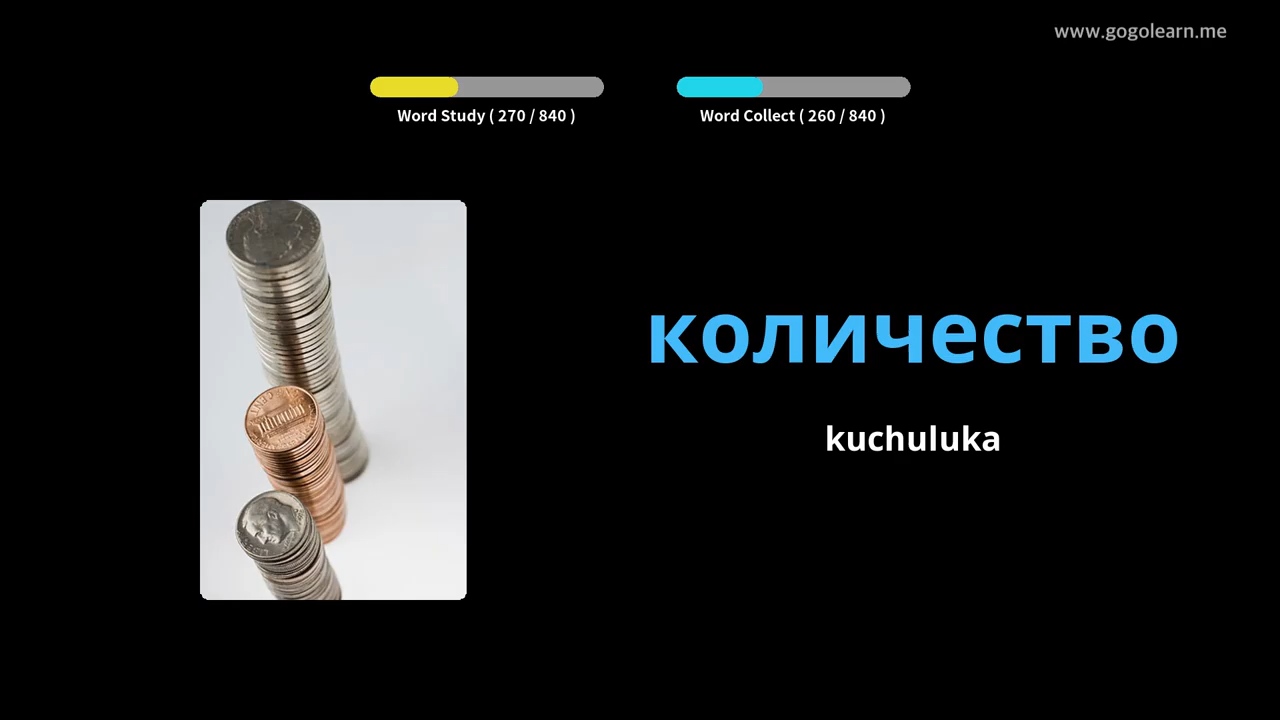 www.gogolearn.me
Word Study ( 270 / 840 )
Word Collect ( 260 / 840 )
количество
kuchuluka